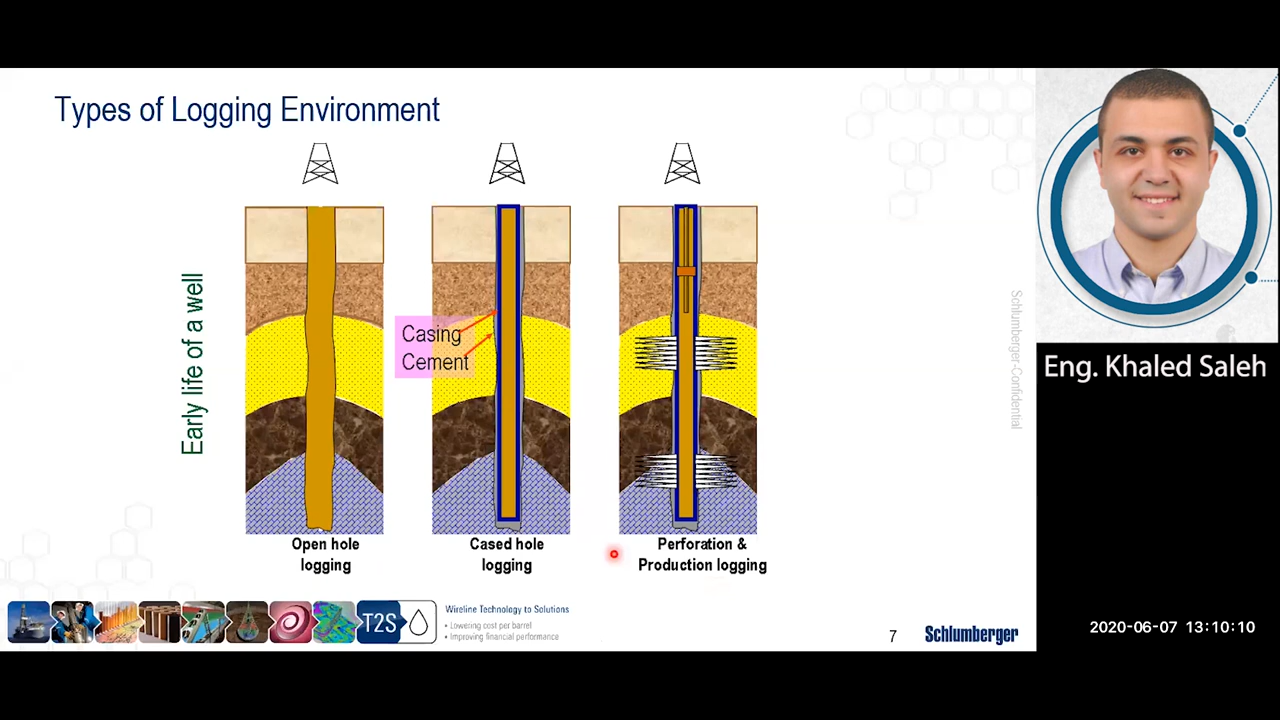 Types of Logging Environment
Early life of a well
Casing
Cement
Open hole
logging
Cased hole
logging
Perforation &
Production logging
Schlumberger-Confidential
T2S
Wireline Technology to Solutions
• Lowering cost per barrel
• Improving financial performance
7
Schlumberger
Eng. Khaled Saleh
2020-06-07 13:10:10